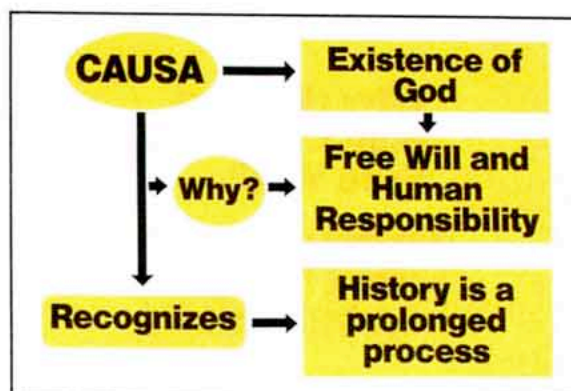 CAUSA
Existence of
God
Why?
Free Will and
Human
Responsibility
Recognizes
History is a
prolonged
process